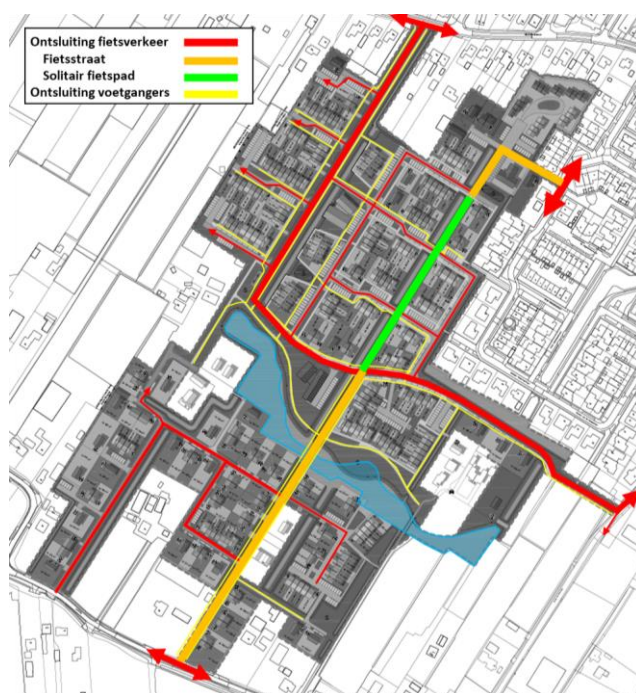 Ontsluiting fietsverkeer
Fietsstraat
Solitair fietspad
Ontsluiting voetgangers